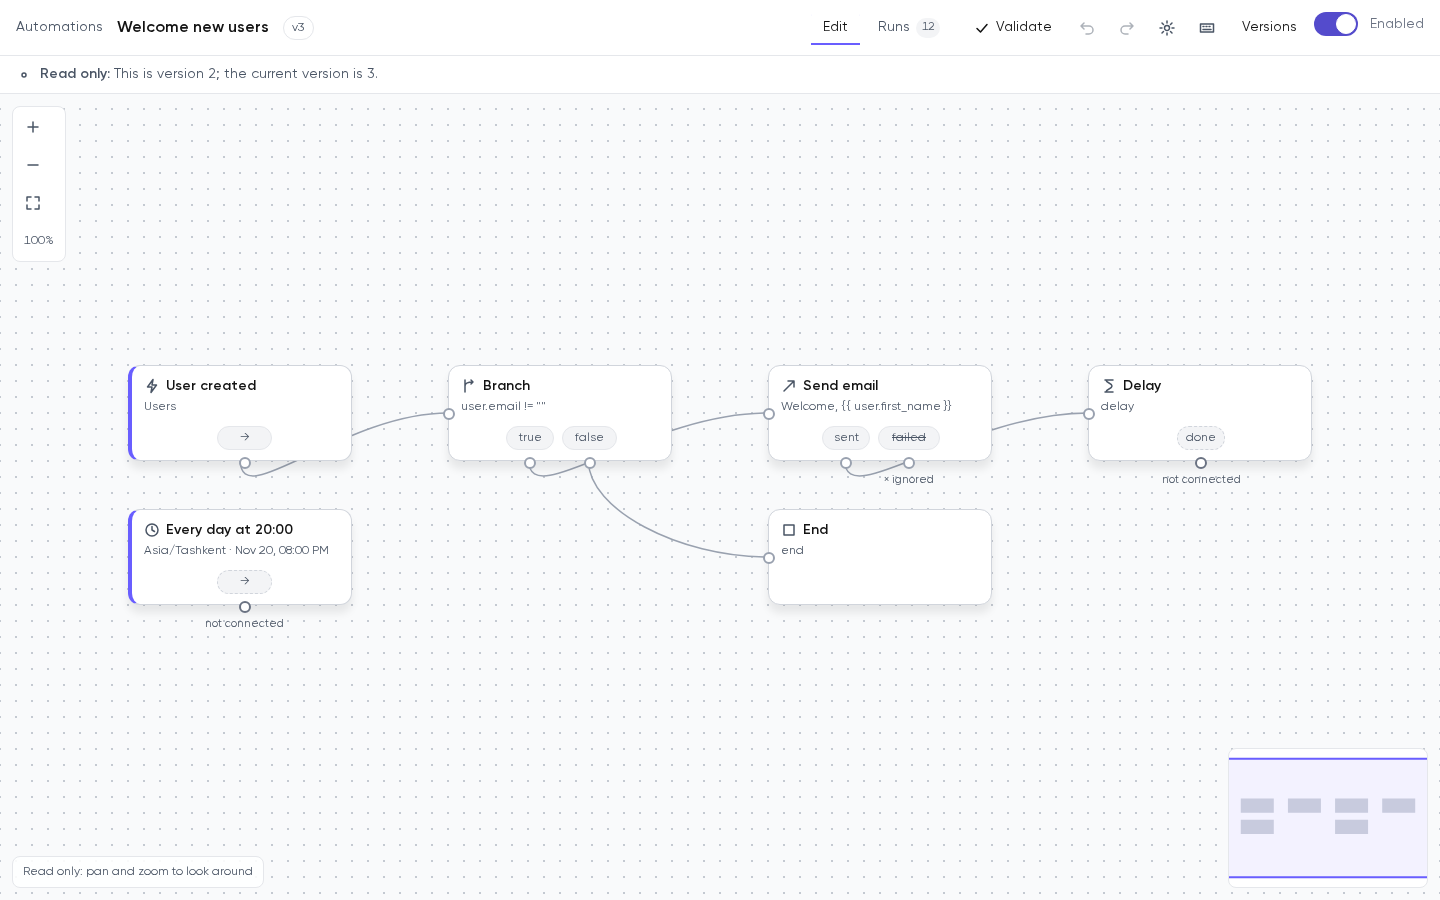 Automations Welcome new users v3 Edit Runs 12 Validate Versions Enabled
Read only: This is version 2; the current version is 3.
100%
User created
Users
→
Branch
user.email != ""
true false
Send email
Welcome, {{ user.first_name }}
sent failed
× ignored
Delay
delay
done
not connected
Every day at 20:00
Asia/Tashkent · Nov 20, 08:00 PM
→
not connected
End
end
Read only: pan and zoom to look around